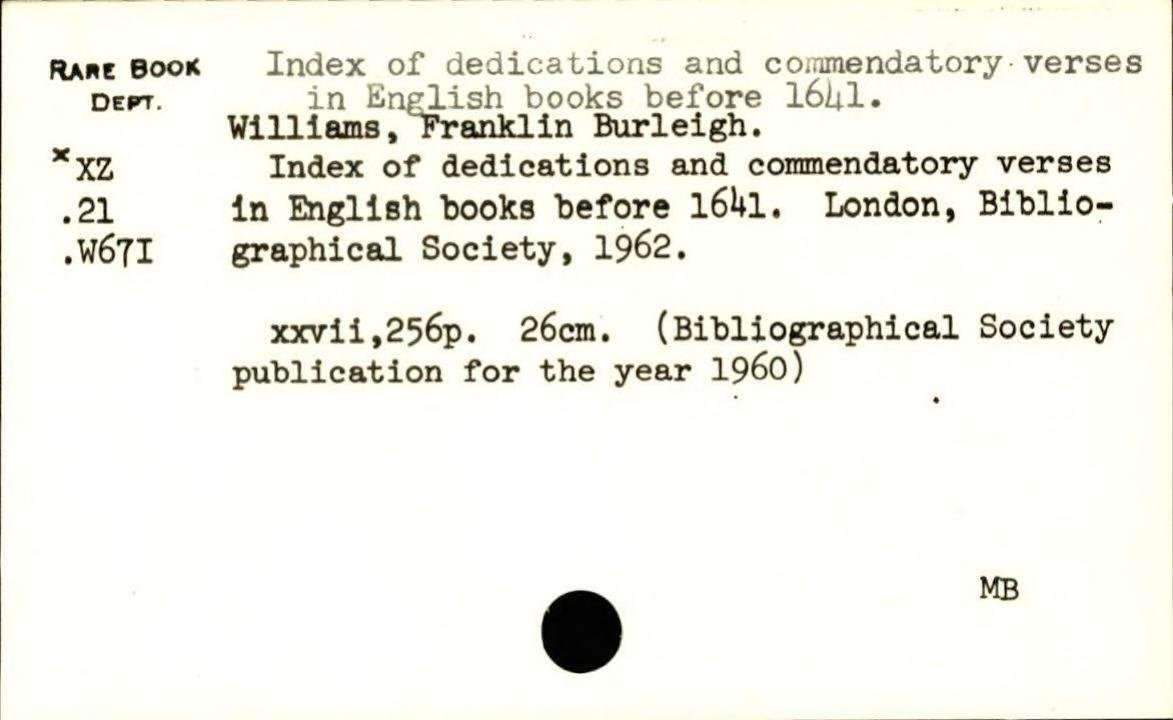 RARE BOOK
DEPT.
Index of dedications and commendatory verses
in English books before 1641.
Williams, Franklin Burleigh.
*XZ
.21
.W67I
Index of dedications and commendatory verses
in English books before 1641. London, Biblio-
graphical Society, 1962.
xxvii,256p. 26cm. (Bibliographical Society
publication for the year 1960)
MB